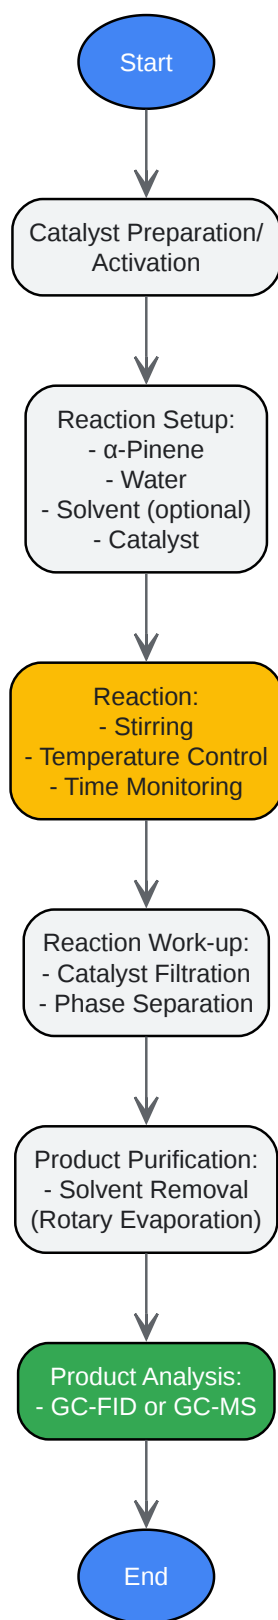 Start
Catalyst Preparation/
Activation
Reaction Setup:
- α-Pinene
- Water
- Solvent (optional)
- Catalyst
Reaction:
- Stirring
- Temperature Control
- Time Monitoring
Reaction Work-up:
- Catalyst Filtration
- Phase Separation
Product Purification:
- Solvent Removal
(Rotary Evaporation)
Product Analysis:
- GC-FID or GC-MS
End